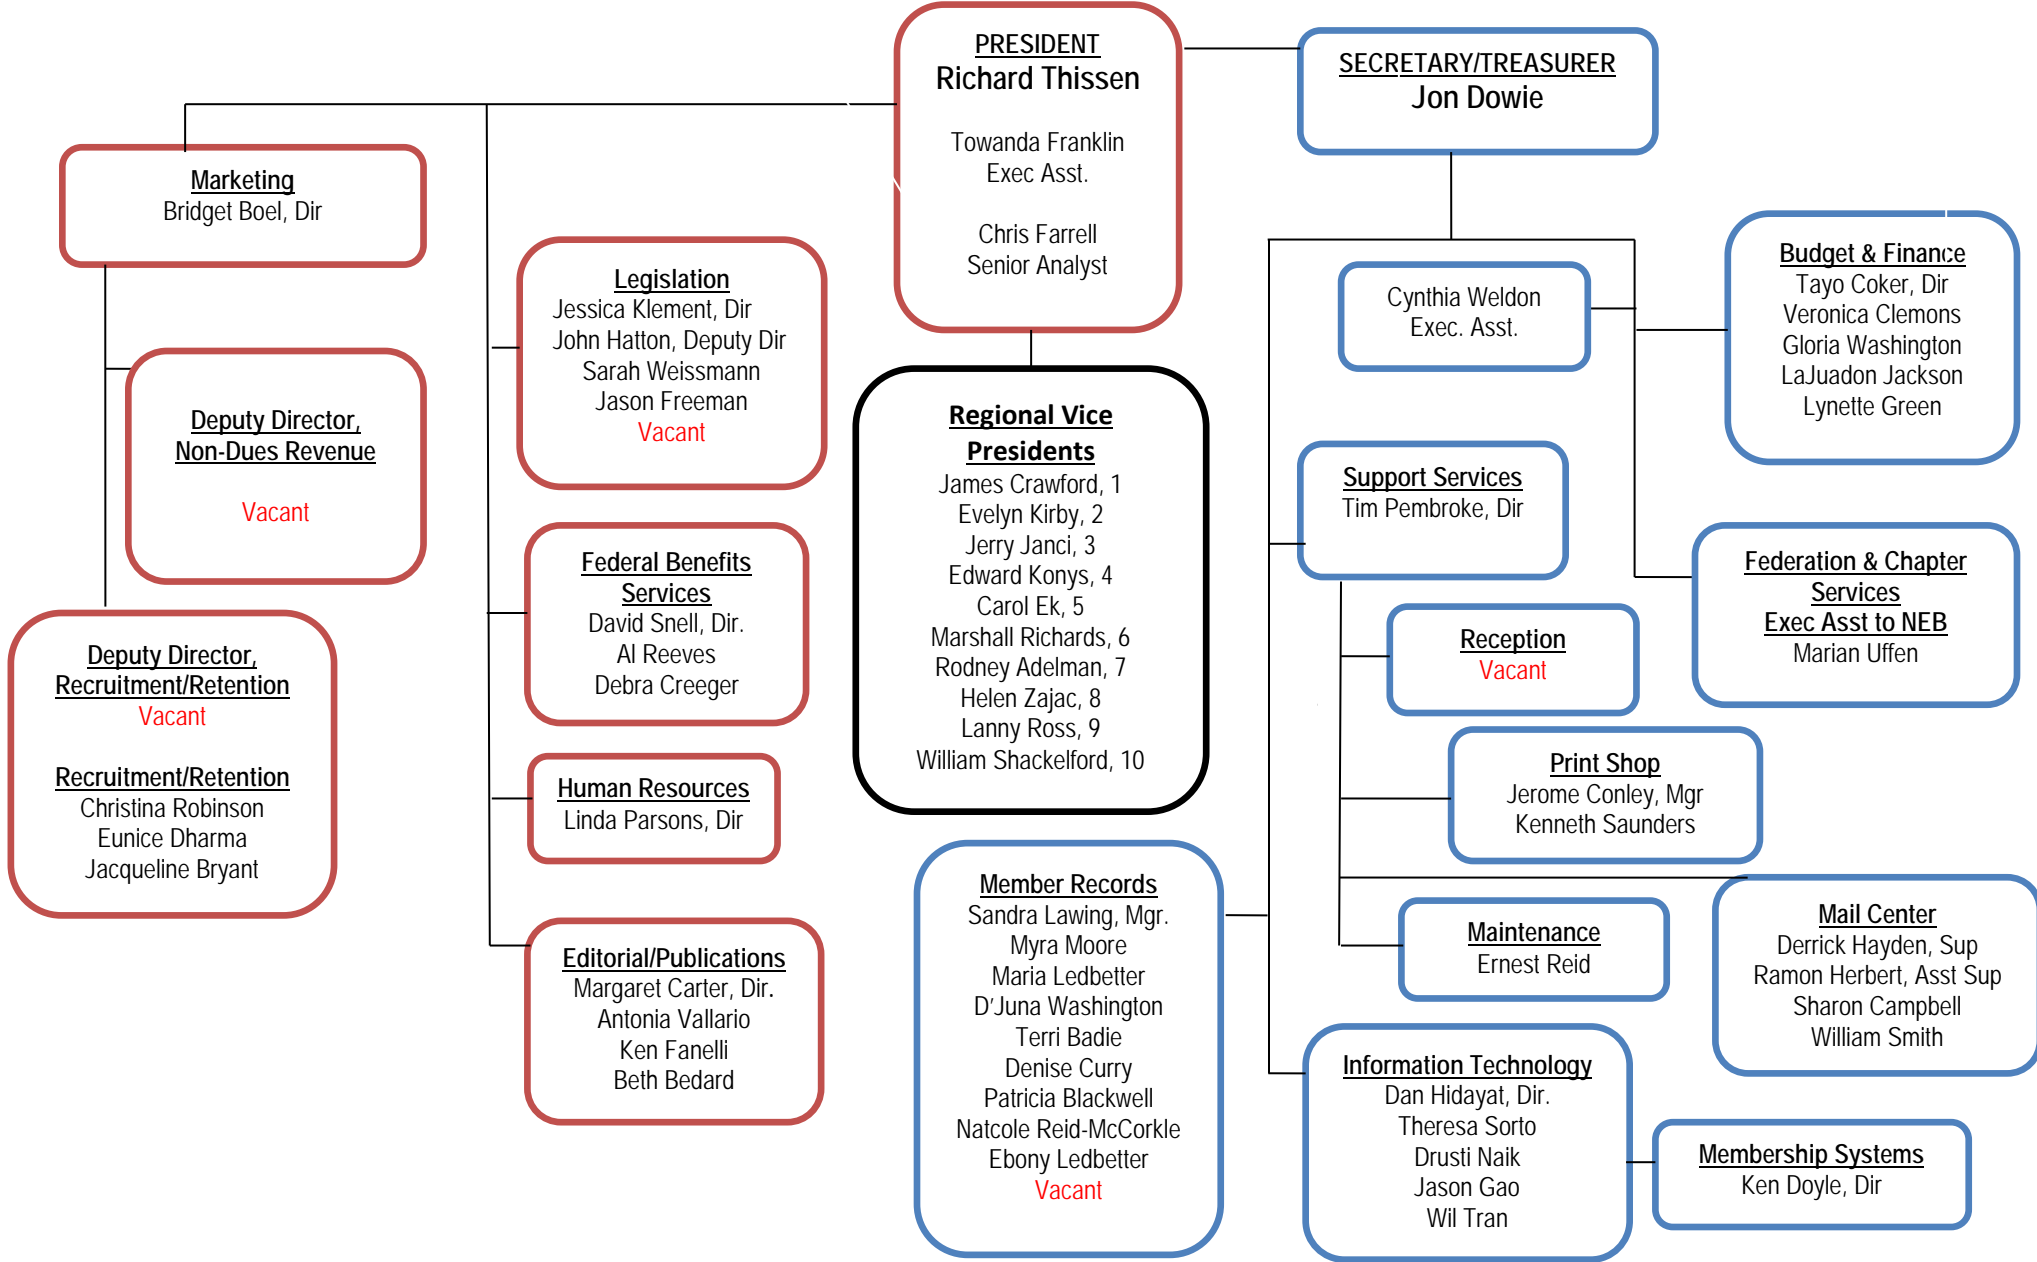 PRESIDENT
Richard Thissen
Towanda Franklin
Exec Asst.
Chris Farrell
Senior Analyst
SECRETARY/TREASURER
Jon Dowie
Marketing
Bridget Boel, Dir
Deputy Director,
Non-Dues Revenue
Vacant
Deputy Director,
Recruitment/Retention
Vacant
Recruitment/Retention
Christina Robinson
Eunice Dharma
Jacqueline Bryant
Legislation
Jessica Klement, Dir
John Hatton, Deputy Dir
Sarah Weissmann
Jason Freeman
Vacant
Federal Benefits
Services
David Snell, Dir.
Al Reeves
Debra Creeger
Human Resources
Linda Parsons, Dir
Editorial/Publications
Margaret Carter, Dir.
Antonia Vallario
Ken Fanelli
Beth Bedard
Regional Vice
Presidents
James Crawford, 1
Evelyn Kirby, 2
Jerry Janci, 3
Edward Konys, 4
Carol Ek, 5
Marshall Richards, 6
Rodney Adelman, 7
Helen Zajac, 8
Lanny Ross, 9
William Shackelford, 10
Member Records
Sandra Lawing, Mgr.
Myra Moore
Maria Ledbetter
D'Juna Washington
Terri Badie
Denise Curry
Patricia Blackwell
Natcole Reid-McCorkle
Ebony Ledbetter
Vacant
Cynthia Weldon
Exec. Asst.
Budget & Finance
Tayo Coker, Dir
Veronica Clemons
Gloria Washington
LaJuadon Jackson
Lynette Green
Support Services
Tim Pembroke, Dir
Federation & Chapter
Services
Exec Asst to NEB
Marian Uffen
Reception
Vacant
Print Shop
Jerome Conley, Mgr
Kenneth Saunders
Mail Center
Derrick Hayden, Sup
Ramon Herbert, Asst Sup
Sharon Campbell
William Smith
Maintenance
Ernest Reid
Information Technology
Dan Hidayat, Dir.
Theresa Sorto
Drusti Naik
Jason Gao
Wil Tran
Membership Systems
Ken Doyle, Dir